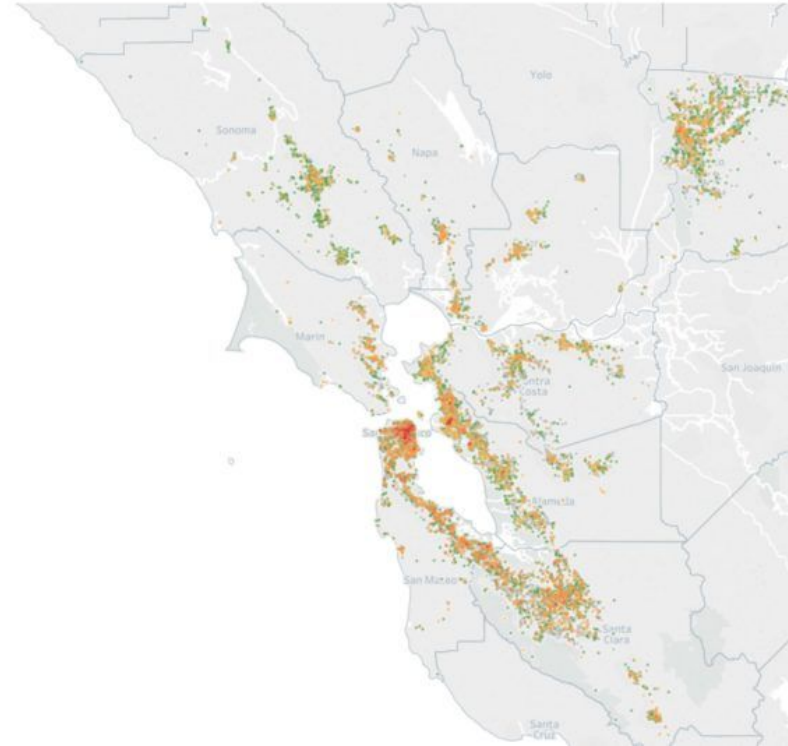 Yolo
Sonoma
Napa
Marin
San Joaquin
Contra
Costa
Alameda
San Mateo
Santa
Clara
Santa
Cruz